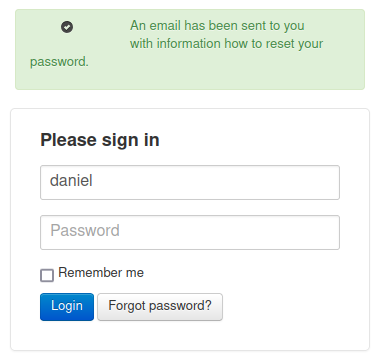 An email has been sent to you
with information how to reset your
password.
Please sign in
daniel
Password
Remember me
Login Forgot password?